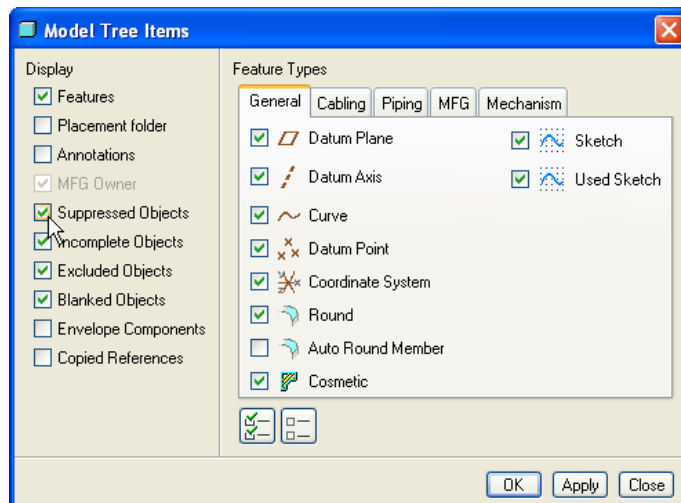 Model Tree Items
Display
Features
Placement folder
Annotations
MFG Owner
Suppressed Objects
Incomplete Objects
Excluded Objects
Blanked Objects
Envelope Components
Copied References
Feature Types
General Cabling Piping MFG Mechanism
Datum Plane Sketch
Datum Axis Used Sketch
Curve
Datum Point
Coordinate System
Round
Auto Round Member
Cosmetic
OK Apply Close